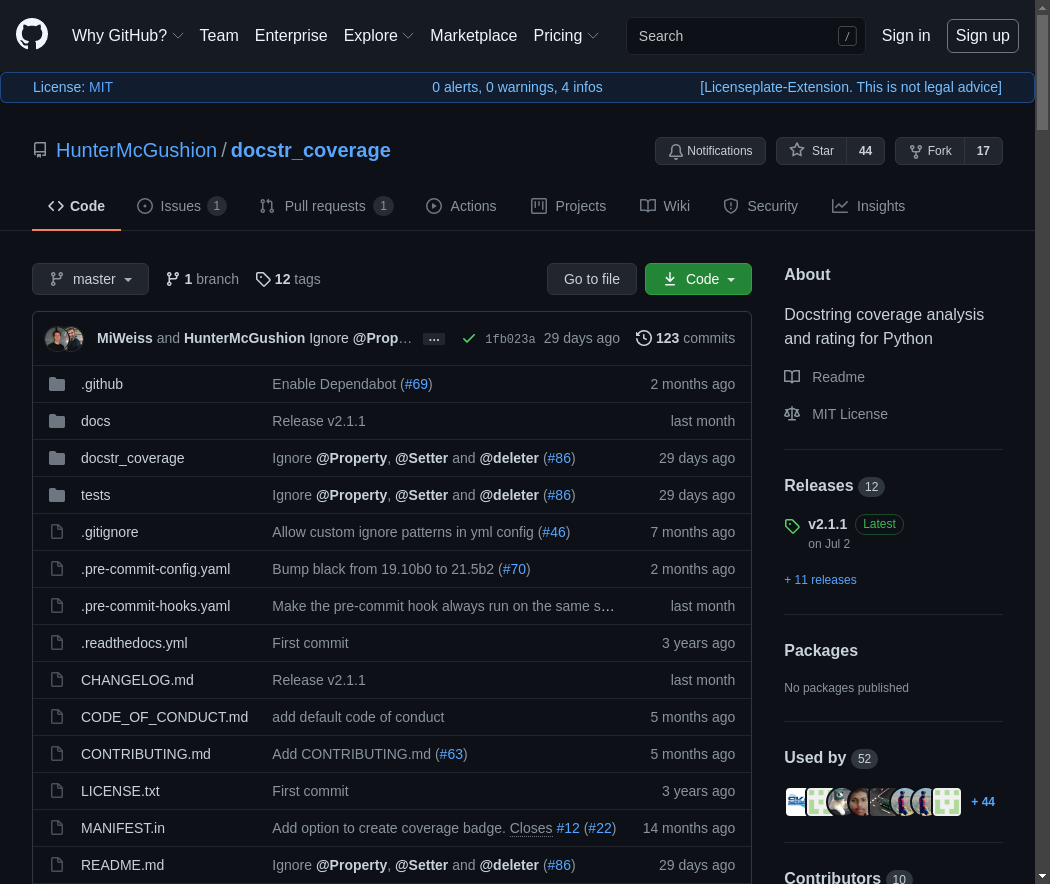 Why GitHub? Team Enterprise Explore Marketplace Pricing Search / Sign in Sign up
License: MIT 0 alerts, 0 warnings, 4 infos [Licenseplate-Extension. This is not legal advice]
HunterMcGushion / docstr_coverage Notifications Star 44 Fork 17
Code Issues 1 Pull requests 1 Actions Projects Wiki Security Insights
master 1 branch 12 tags Go to file Code
MiWeiss and HunterMcGushion Ignore @Prop… … 1fb023a 29 days ago 123 commits
.github Enable Dependabot (#69) 2 months ago
docs Release v2.1.1 last month
docstr_coverage Ignore @Property, @Setter and @deleter (#86) 29 days ago
tests Ignore @Property, @Setter and @deleter (#86) 29 days ago
.gitignore Allow custom ignore patterns in yml config (#46) 7 months ago
.pre-commit-config.yaml Bump black from 19.10b0 to 21.5b2 (#70) 2 months ago
.pre-commit-hooks.yaml Make the pre-commit hook always run on the same s… last month
.readthedocs.yml First commit 3 years ago
CHANGELOG.md Release v2.1.1 last month
CODE_OF_CONDUCT.md add default code of conduct 5 months ago
CONTRIBUTING.md Add CONTRIBUTING.md (#63) 5 months ago
LICENSE.txt First commit 3 years ago
MANIFEST.in Add option to create coverage badge. Closes #12 (#22) 14 months ago
README.md Ignore @Property, @Setter and @deleter (#86) 29 days ago
About
Docstring coverage analysis
and rating for Python
Readme
MIT License
Releases 12
v2.1.1 Latest
on Jul 2
+ 11 releases
Packages
No packages published
Used by 52
+ 44
Contributors 10